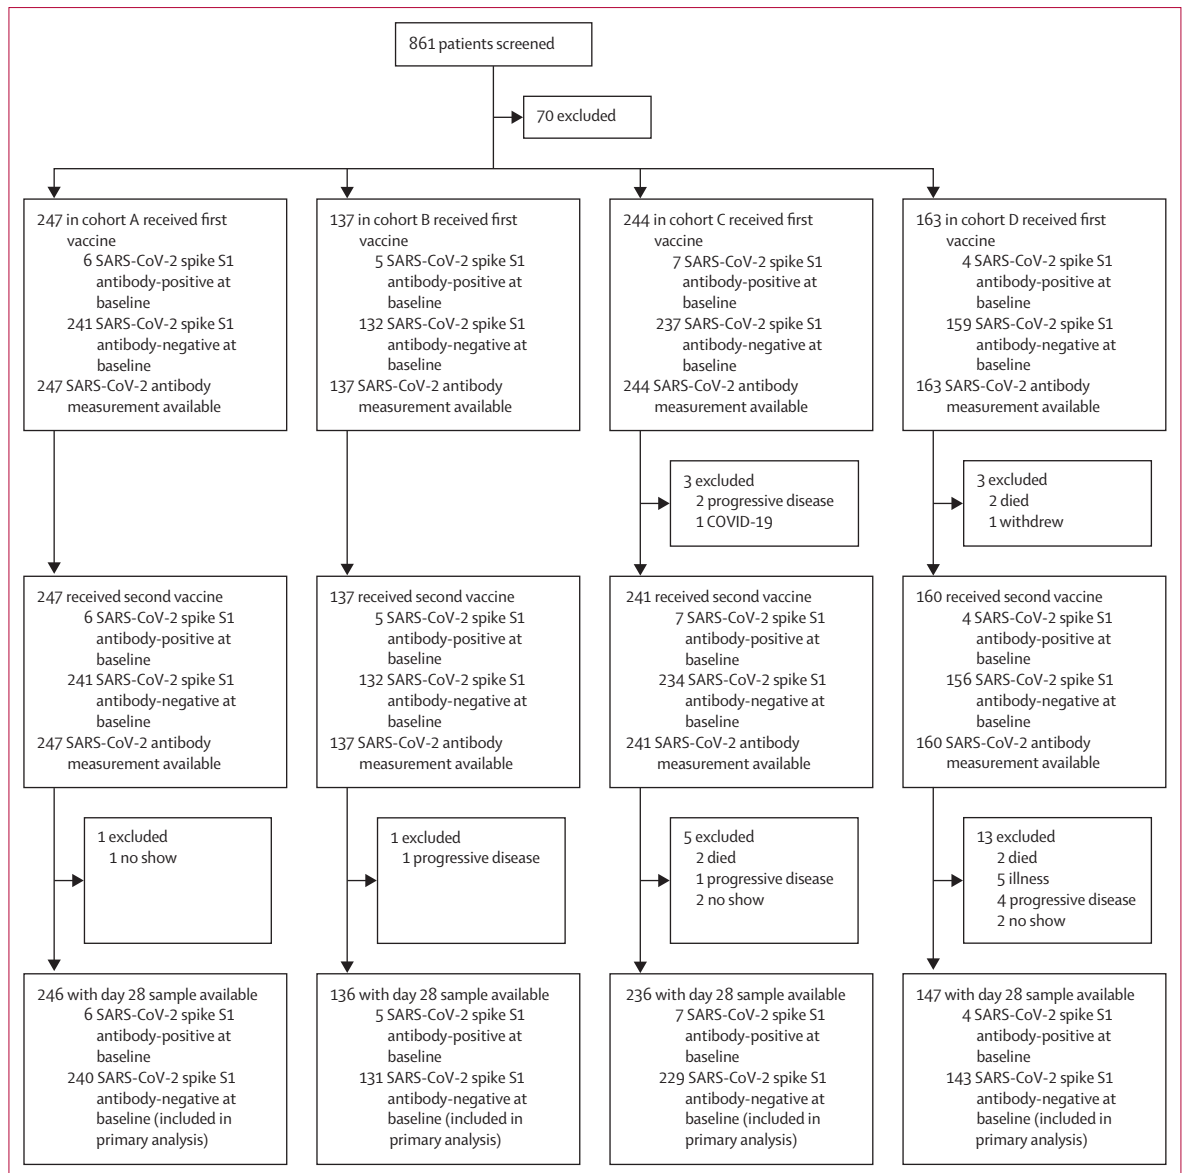 861 patients screened
70 excluded
247 in cohort A received first
vaccine
6 SARS-CoV-2 spike S1
antibody-positive at
baseline
241 SARS-CoV-2 spike S1
antibody-negative at
baseline
247 SARS-CoV-2 antibody
measurement available
137 in cohort B received first
vaccine
5 SARS-CoV-2 spike S1
antibody-positive at
baseline
132 SARS-CoV-2 spike S1
antibody-negative at
baseline
137 SARS-CoV-2 antibody
measurement available
244 in cohort C received first
vaccine
7 SARS-CoV-2 spike S1
antibody-positive at
baseline
237 SARS-CoV-2 spike S1
antibody-negative at
baseline
244 SARS-CoV-2 antibody
measurement available
163 in cohort D received first
vaccine
4 SARS-CoV-2 spike S1
antibody-positive at
baseline
159 SARS-CoV-2 spike S1
antibody-negative at
baseline
163 SARS-CoV-2 antibody
measurement available
3 excluded
2 progressive disease
1 COVID-19
3 excluded
2 died
1 withdrew
247 received second vaccine
6 SARS-CoV-2 spike S1
antibody-positive at
baseline
241 SARS-CoV-2 spike S1
antibody-negative at
baseline
247 SARS-CoV-2 antibody
measurement available
137 received second vaccine
5 SARS-CoV-2 spike S1
antibody-positive at
baseline
132 SARS-CoV-2 spike S1
antibody-negative at
baseline
137 SARS-CoV-2 antibody
measurement available
241 received second vaccine
7 SARS-CoV-2 spike S1
antibody-positive at
baseline
234 SARS-CoV-2 spike S1
antibody-negative at
baseline
241 SARS-CoV-2 antibody
measurement available
160 received second vaccine
4 SARS-CoV-2 spike S1
antibody-positive at
baseline
156 SARS-CoV-2 spike S1
antibody-negative at
baseline
160 SARS-CoV-2 antibody
measurement available
1 excluded
1 no show
1 excluded
1 progressive disease
5 excluded
2 died
1 progressive disease
2 no show
13 excluded
2 died
5 illness
4 progressive disease
2 no show
246 with day 28 sample available
6 SARS-CoV-2 spike S1
antibody-positive at
baseline
240 SARS-CoV-2 spike S1
antibody-negative at
baseline (included in
primary analysis)
136 with day 28 sample available
5 SARS-CoV-2 spike S1
antibody-positive at
baseline
131 SARS-CoV-2 spike S1
antibody-negative at
baseline (included in
primary analysis)
236 with day 28 sample available
7 SARS-CoV-2 spike S1
antibody-positive at
baseline
229 SARS-CoV-2 spike S1
antibody-negative at
baseline (included in
primary analysis)
147 with day 28 sample available
4 SARS-CoV-2 spike S1
antibody-positive at
baseline
143 SARS-CoV-2 spike S1
antibody-negative at
baseline (included in
primary analysis)